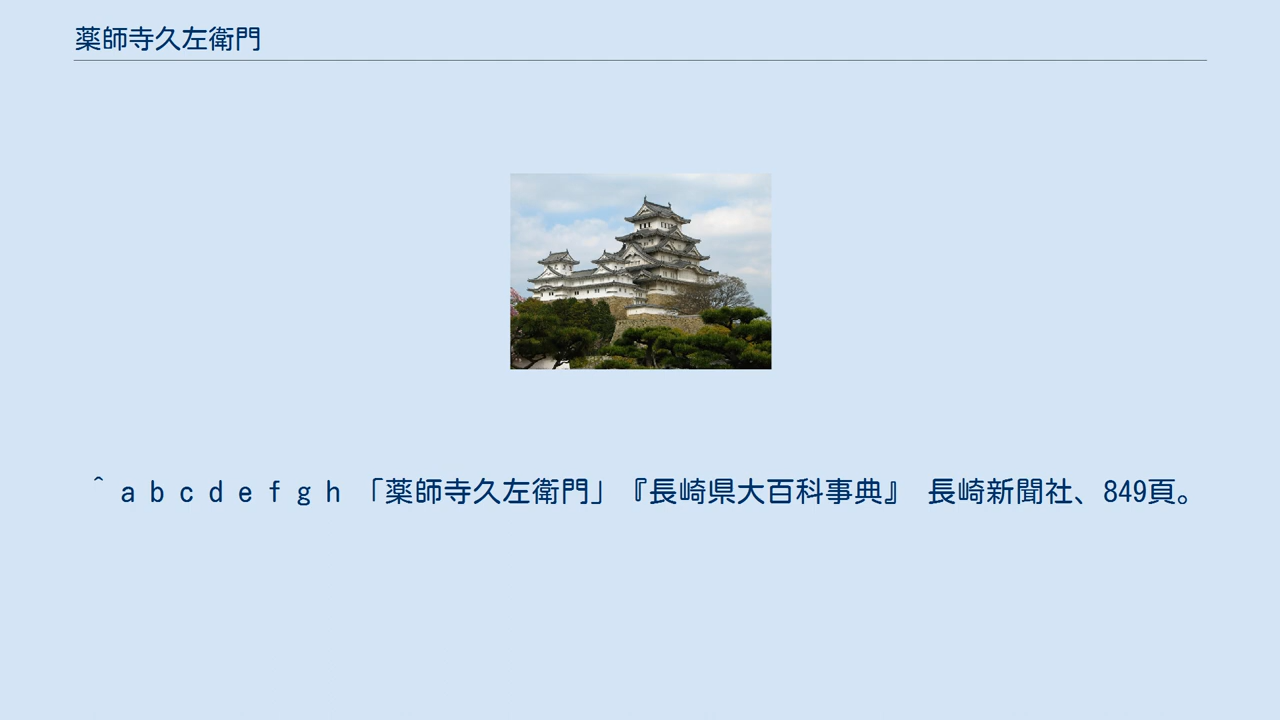 薬師寺久左衛門
^ a b c d e f g h 「薬師寺久左衛門」『長崎県大百科事典』 長崎新聞社、849頁。